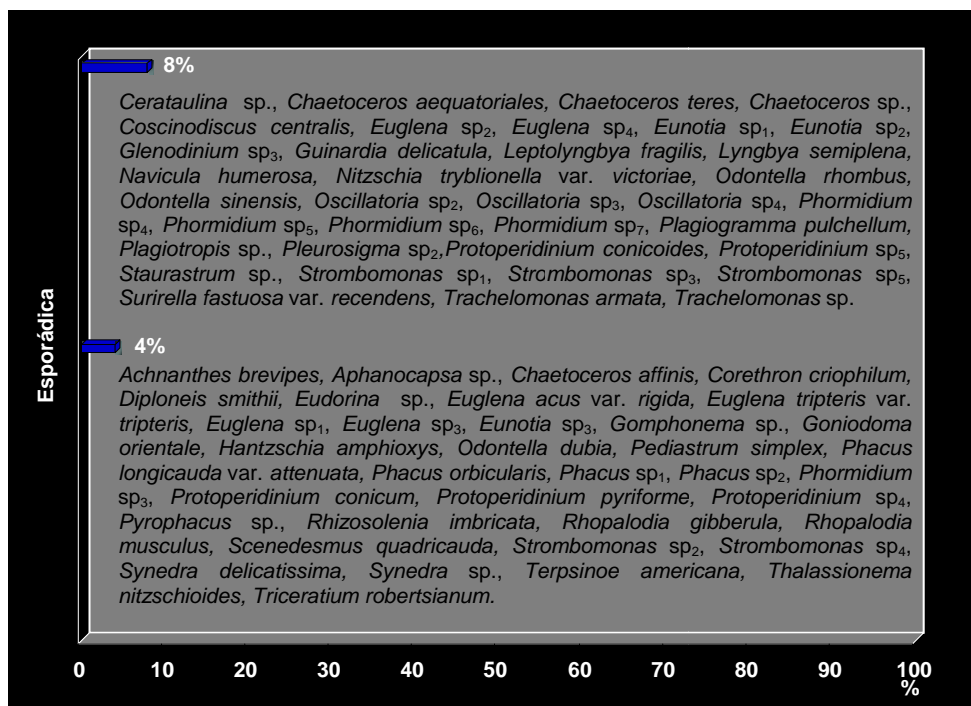 8%
Cerataulina sp., Chaetoceros aequatoriales, Chaetoceros teres, Chaetoceros sp.,
Coscinodiscus centralis, Euglena sp₂, Euglena sp₄, Eunotia sp₁, Eunotia sp₂,
Glenodinium sp₃, Guinardia delicatula, Leptolyngbya fragilis, Lyngbya semiplena,
Navicula humerosa, Nitzschia tryblionella var. victoriae, Odontella rhombus,
Odontella sinensis, Oscillatoria sp₂, Oscillatoria sp₃, Oscillatoria sp₄, Phormidium
sp₄, Phormidium sp₅, Phormidium sp₆, Phormidium sp₇, Plagiogramma pulchellum,
Plagiotropis sp., Pleurosigma sp₂,Protoperidinium conicoides, Protoperidinium sp₅,
Staurastrum sp., Strombomonas sp₁, Strombomonas sp₃, Strombomonas sp₅,
Surirella fastuosa var. recendens, Trachelomonas armata, Trachelomonas sp.
Esporádica
4%
Achnanthes brevipes, Aphanocapsa sp., Chaetoceros affinis, Corethron criophilum,
Diploneis smithii, Eudorina sp., Euglena acus var. rigida, Euglena tripteris var.
tripteris, Euglena sp₁, Euglena sp₃, Eunotia sp₃, Gomphonema sp., Goniodoma
orientale, Hantzschia amphioxys, Odontella dubia, Pediastrum simplex, Phacus
longicauda var. attenuata, Phacus orbicularis, Phacus sp₁, Phacus sp₂, Phormidium
sp₃, Protoperidinium conicum, Protoperidinium pyriforme, Protoperidinium sp₄,
Pyrophacus sp., Rhizosolenia imbricata, Rhopalodia gibberula, Rhopalodia
musculus, Scenedesmus quadricauda, Strombomonas sp₂, Strombomonas sp₄,
Synedra delicatissima, Synedra sp., Terpsinoe americana, Thalassionema
nitzschioides, Triceratium robertsianum.
0 10 20 30 40 50 60 70 80 90 100
%